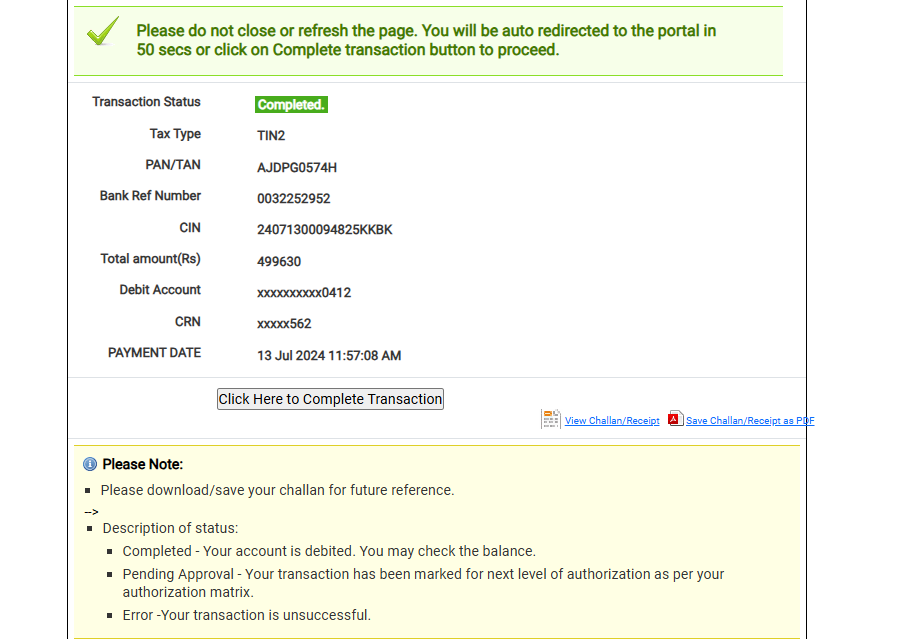 Please do not close or refresh the page. You will be auto redirected to the portal in
50 secs or click on Complete transaction button to proceed.
Transaction Status Completed.
Tax Type TIN2
PAN/TAN AJDPG0574H
Bank Ref Number 0032252952
CIN 24071300094825KKBK
Total amount(Rs) 499630
Debit Account xxxxxxxxxx0412
CRN xxxxx562
PAYMENT DATE 13 Jul 2024 11:57:08 AM
Click Here to Complete Transaction
View Challan/Receipt Save Challan/Receipt as PDF
Please Note:
Please download/save your challan for future reference.
-->
Description of status:
Completed - Your account is debited. You may check the balance.
Pending Approval - Your transaction has been marked for next level of authorization as per your
authorization matrix.
Error -Your transaction is unsuccessful.